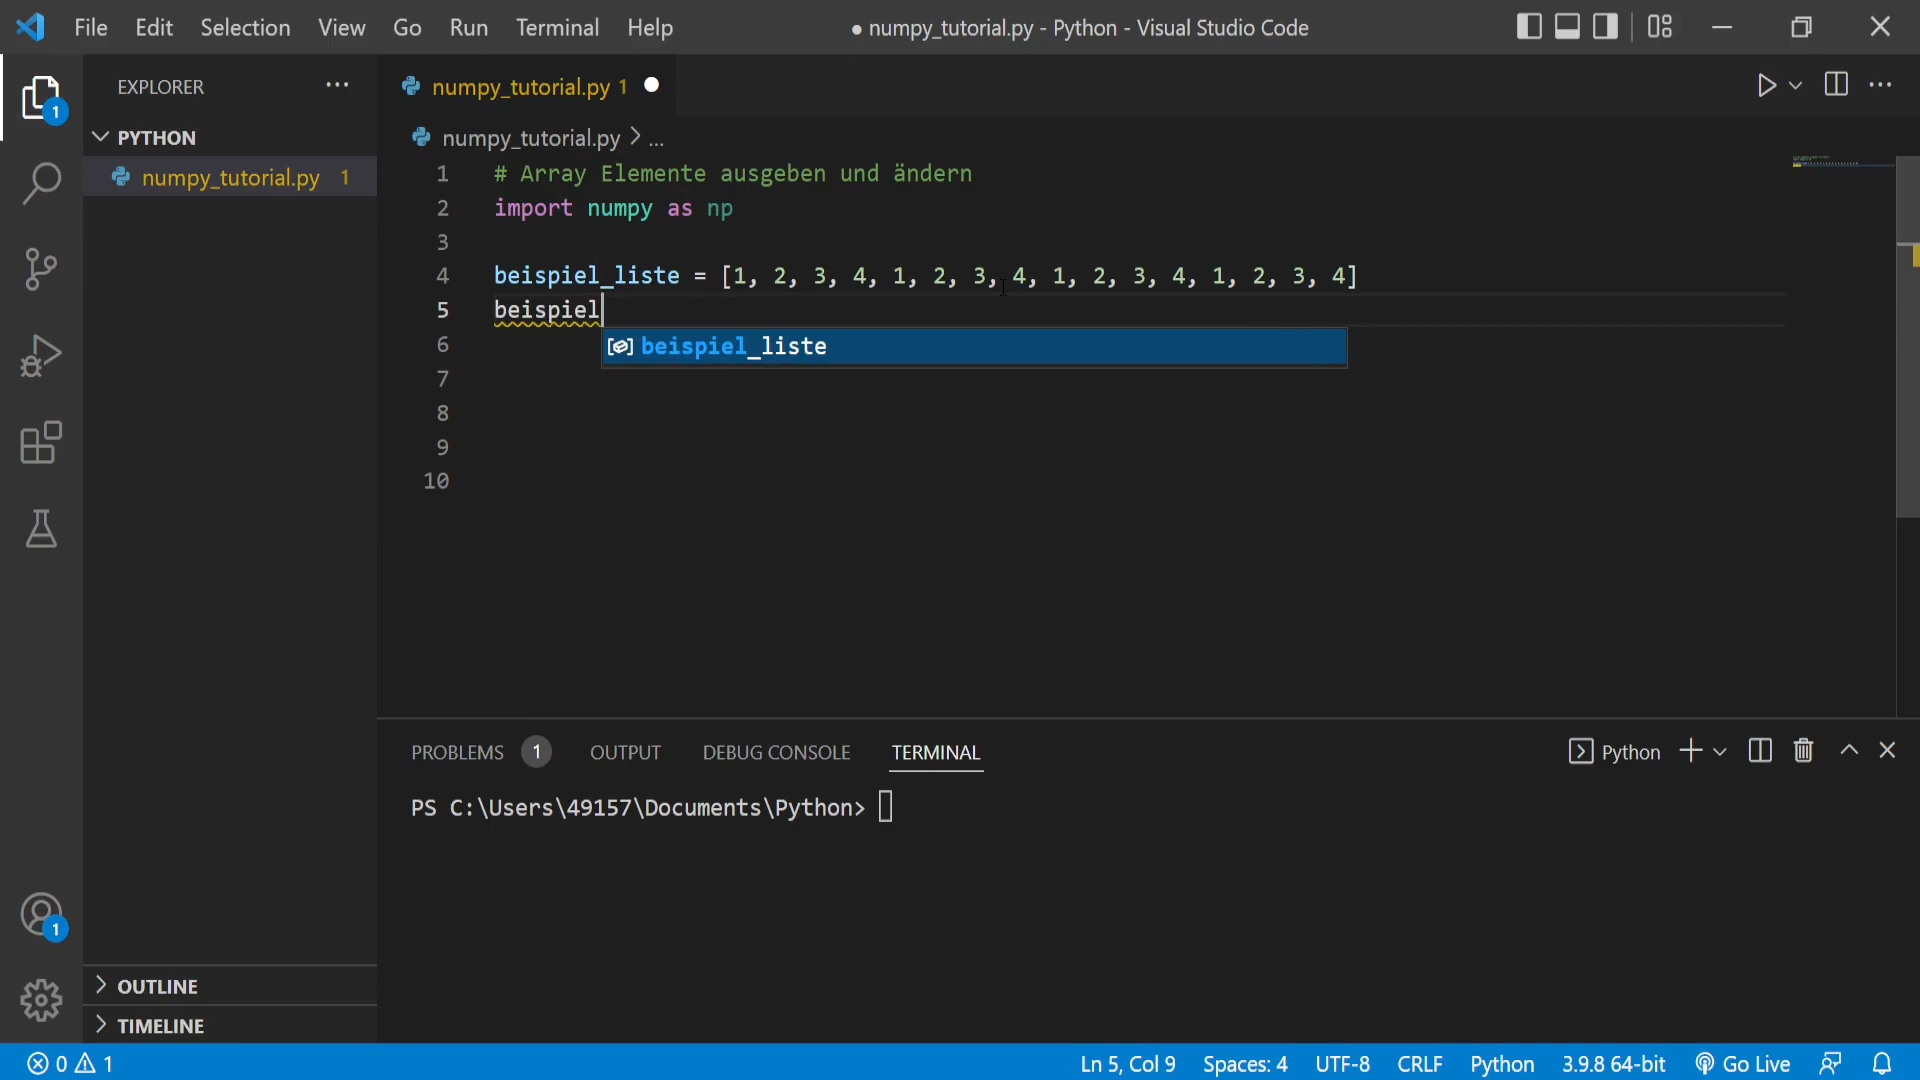 File Edit Selection View Go Run Terminal Help
● numpy_tutorial.py - Python - Visual Studio Code
1
EXPLORER ...
PYTHON
numpy_tutorial.py 1
numpy_tutorial.py 1
numpy_tutorial.py > ...
1 # Array Elemente ausgeben und ändern
2 import numpy as np
3
4 beispiel_liste = [1, 2, 3, 4, 1, 2, 3, 4, 1, 2, 3, 4, 1, 2, 3, 4]
5 beispiel
6 beispiel_liste
7
8
9
10
PROBLEMS 1 OUTPUT DEBUG CONSOLE TERMINAL
Python
PS C:\Users\49157\Documents\Python>
1
OUTLINE
TIMELINE
0 1
Ln 5, Col 9 Spaces: 4 UTF-8 CRLF Python 3.9.8 64-bit Go Live